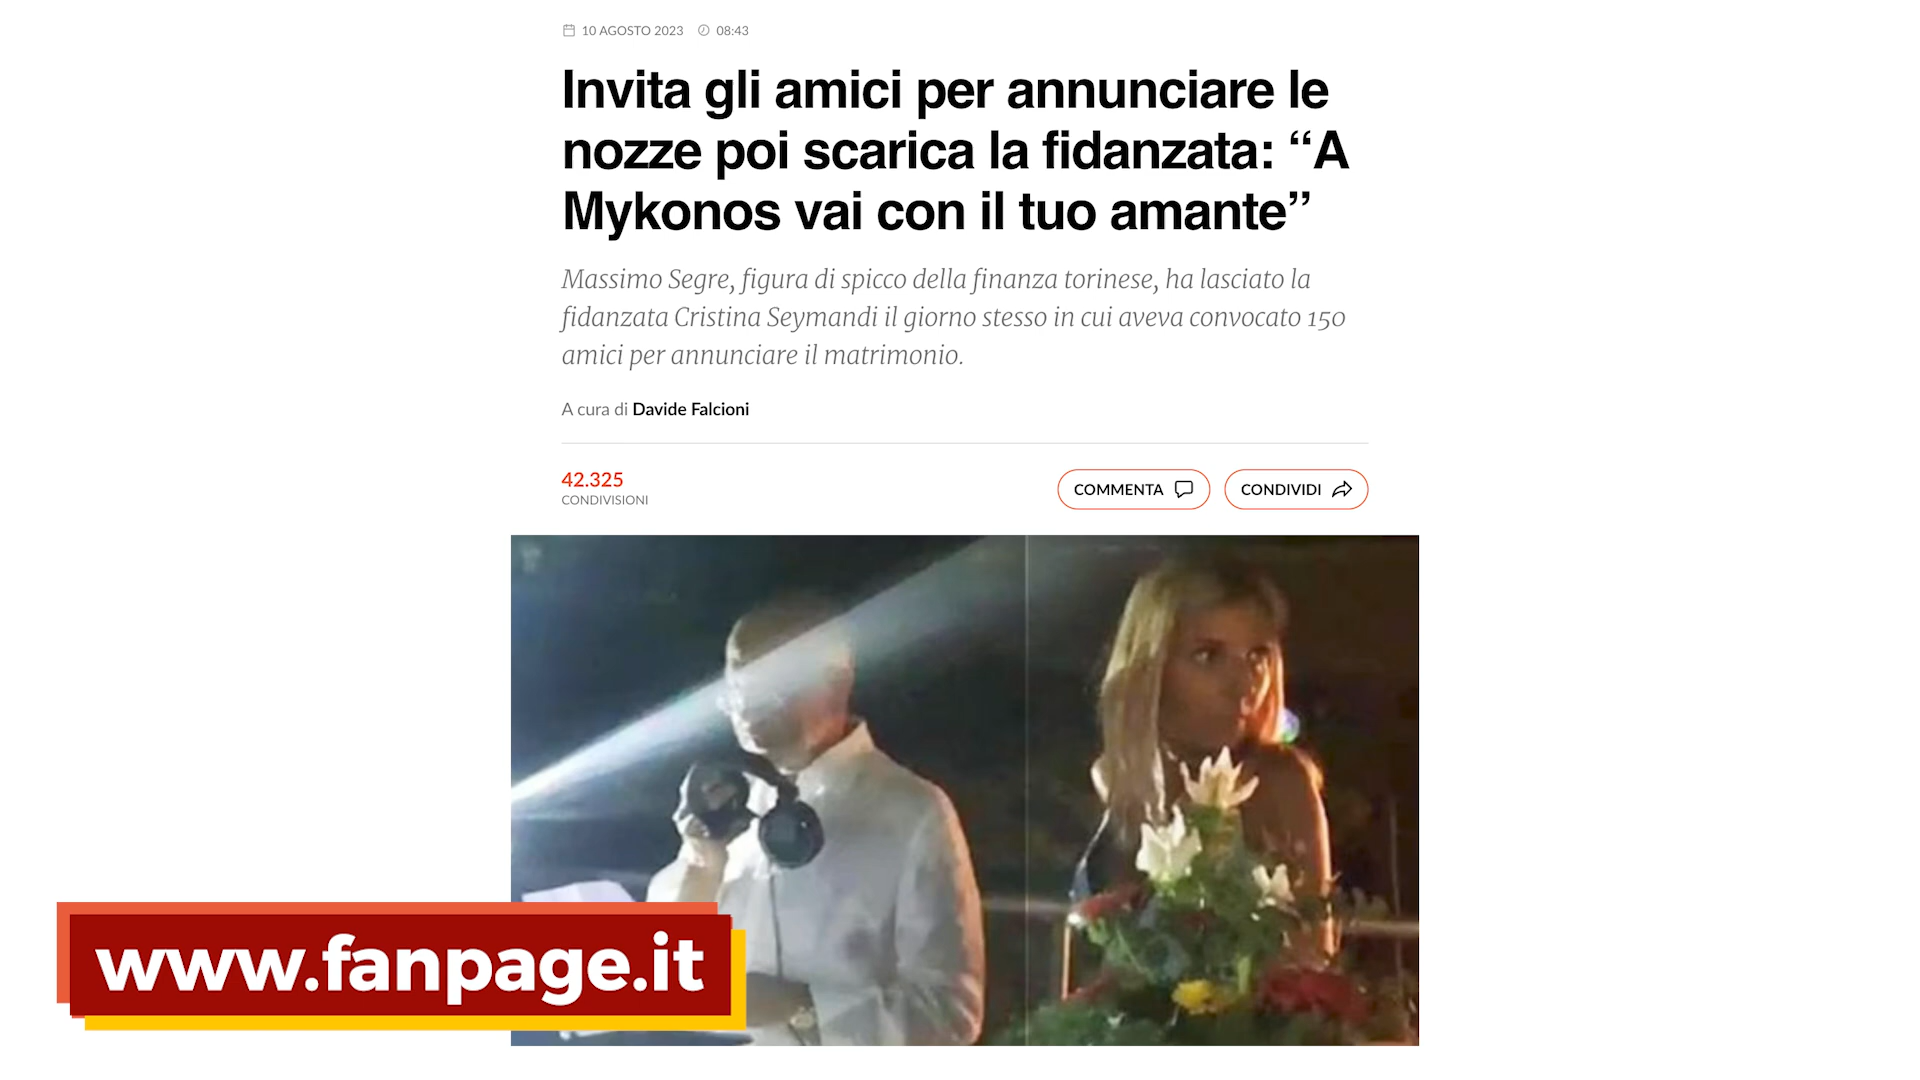 10 AGOSTO 2023 08:43
Invita gli amici per annunciare le
nozze poi scarica la fidanzata: “A
Mykonos vai con il tuo amante”
Massimo Segre, figura di spicco della finanza torinese, ha lasciato la
fidanzata Cristina Seymandi il giorno stesso in cui aveva convocato 150
amici per annunciare il matrimonio.
A cura di Davide Falcioni
42.325
CONDIVISIONI
COMMENTA
CONDIVIDI
www.fanpage.it